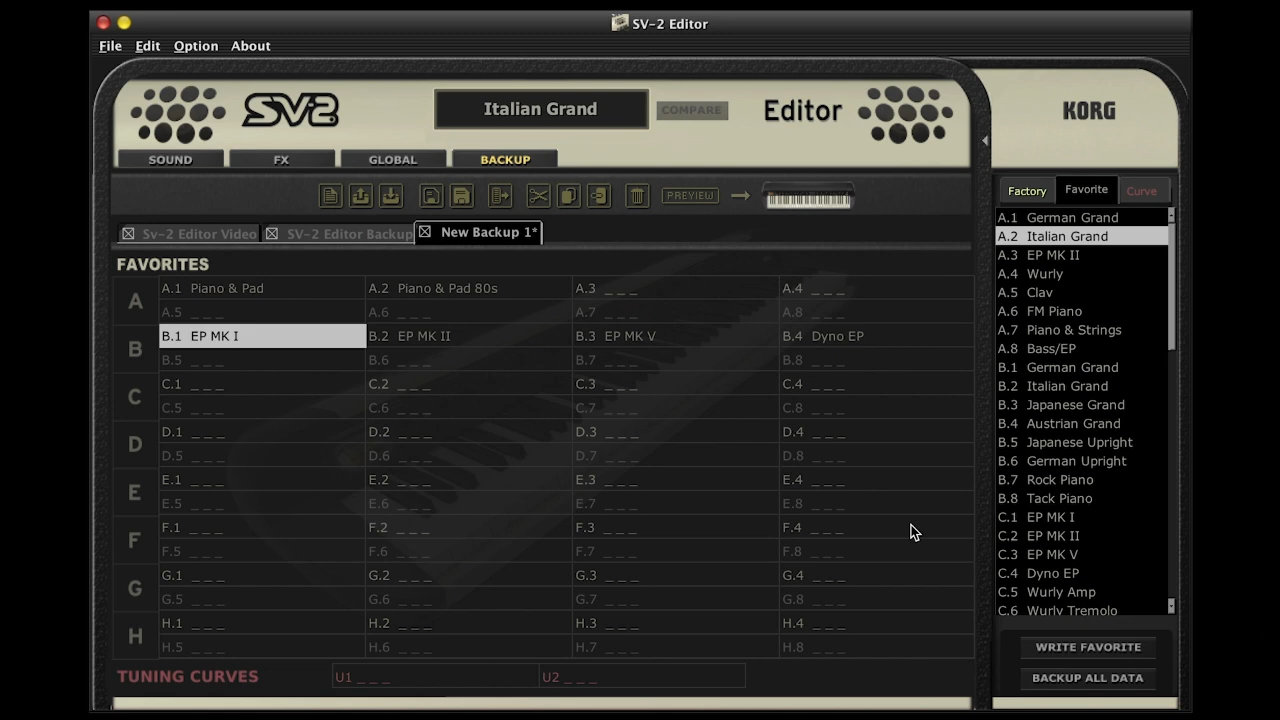 SV-2 Editor
File Edit Option About
SV2 Italian Grand COMPARE Editor KORG
SOUND FX GLOBAL BACKUP
PREVIEW
Factory Favorite Curve
Sv-2 Editor Video SV-2 Editor Backup New Backup 1*
FAVORITES
A
A.1 Piano & Pad A.2 Piano & Pad 80s A.3 _ _ _ A.4 _ _ _
A.5 _ _ _ A.6 _ _ _ A.7 _ _ _ A.8 _ _ _
B
B.1 EP MK I B.2 EP MK II B.3 EP MK V B.4 Dyno EP
B.5 _ _ _ B.6 _ _ _ B.7 _ _ _ B.8 _ _ _
C
C.1 _ _ _ C.2 _ _ _ C.3 _ _ _ C.4 _ _ _
C.5 _ _ _ C.6 _ _ _ C.7 _ _ _ C.8 _ _ _
D
D.1 _ _ _ D.2 _ _ _ D.3 _ _ _ D.4 _ _ _
D.5 _ _ _ D.6 _ _ _ D.7 _ _ _ D.8 _ _ _
E
E.1 _ _ _ E.2 _ _ _ E.3 _ _ _ E.4 _ _ _
E.5 _ _ _ E.6 _ _ _ E.7 _ _ _ E.8 _ _ _
F
F.1 _ _ _ F.2 _ _ _ F.3 _ _ _ F.4 _ _ _
F.5 _ _ _ F.6 _ _ _ F.7 _ _ _ F.8 _ _ _
G
G.1 _ _ _ G.2 _ _ _ G.3 _ _ _ G.4 _ _ _
G.5 _ _ _ G.6 _ _ _ G.7 _ _ _ G.8 _ _ _
H
H.1 _ _ _ H.2 _ _ _ H.3 _ _ _ H.4 _ _ _
H.5 _ _ _ H.6 _ _ _ H.7 _ _ _ H.8 _ _ _
TUNING CURVES U1 _ _ _ U2 _ _ _
A.1 German Grand
A.2 Italian Grand
A.3 EP MK II
A.4 Wurly
A.5 Clav
A.6 FM Piano
A.7 Piano & Strings
A.8 Bass/EP
B.1 German Grand
B.2 Italian Grand
B.3 Japanese Grand
B.4 Austrian Grand
B.5 Japanese Upright
B.6 German Upright
B.7 Rock Piano
B.8 Tack Piano
C.1 EP MK I
C.2 EP MK II
C.3 EP MK V
C.4 Dyno EP
C.5 Wurly Amp
C.6 Wurly Tremolo
WRITE FAVORITE
BACKUP ALL DATA